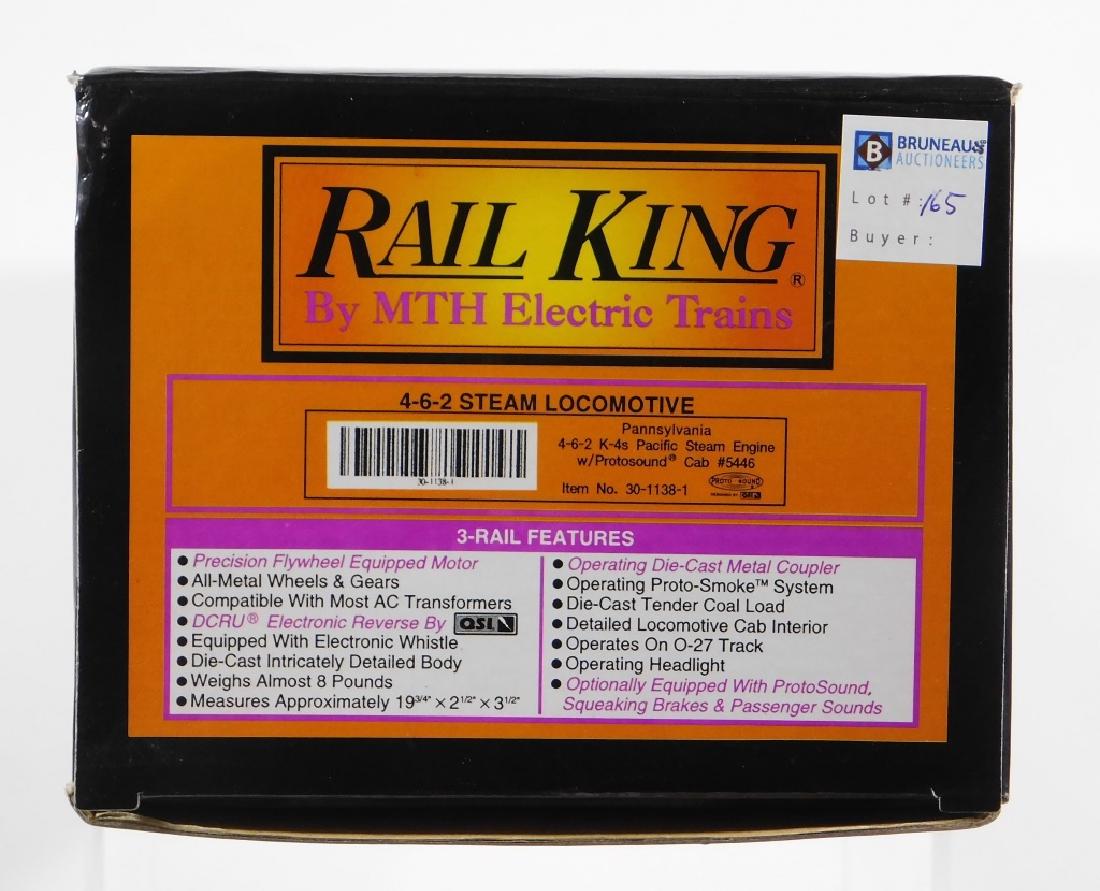 BRUNEAU & CO
AUCTIONEERS
Lot #: 165
Buyer:
RAIL KING®
By MTH Electric Trains
4-6-2 STEAM LOCOMOTIVE
30-1138-1
Pannsylvania
4-6-2 K-4s Pacific Steam Engine
w/Protosound® Cab #5446
Item No. 30-1138-1
PROTO SOUND
QSI
3-RAIL FEATURES
● Precision Flywheel Equipped Motor
● All-Metal Wheels & Gears
● Compatible With Most AC Transformers
● DCRU® Electronic Reverse By QSI
● Equipped With Electronic Whistle
● Die-Cast Intricately Detailed Body
● Weighs Almost 8 Pounds
● Measures Approximately 19 3/4" × 2 1/2" × 3 1/2"
● Operating Die-Cast Metal Coupler
● Operating Proto-Smoke™ System
● Die-Cast Tender Coal Load
● Detailed Locomotive Cab Interior
● Operates On O-27 Track
● Operating Headlight
● Optionally Equipped With ProtoSound,
Squeaking Brakes & Passenger Sounds